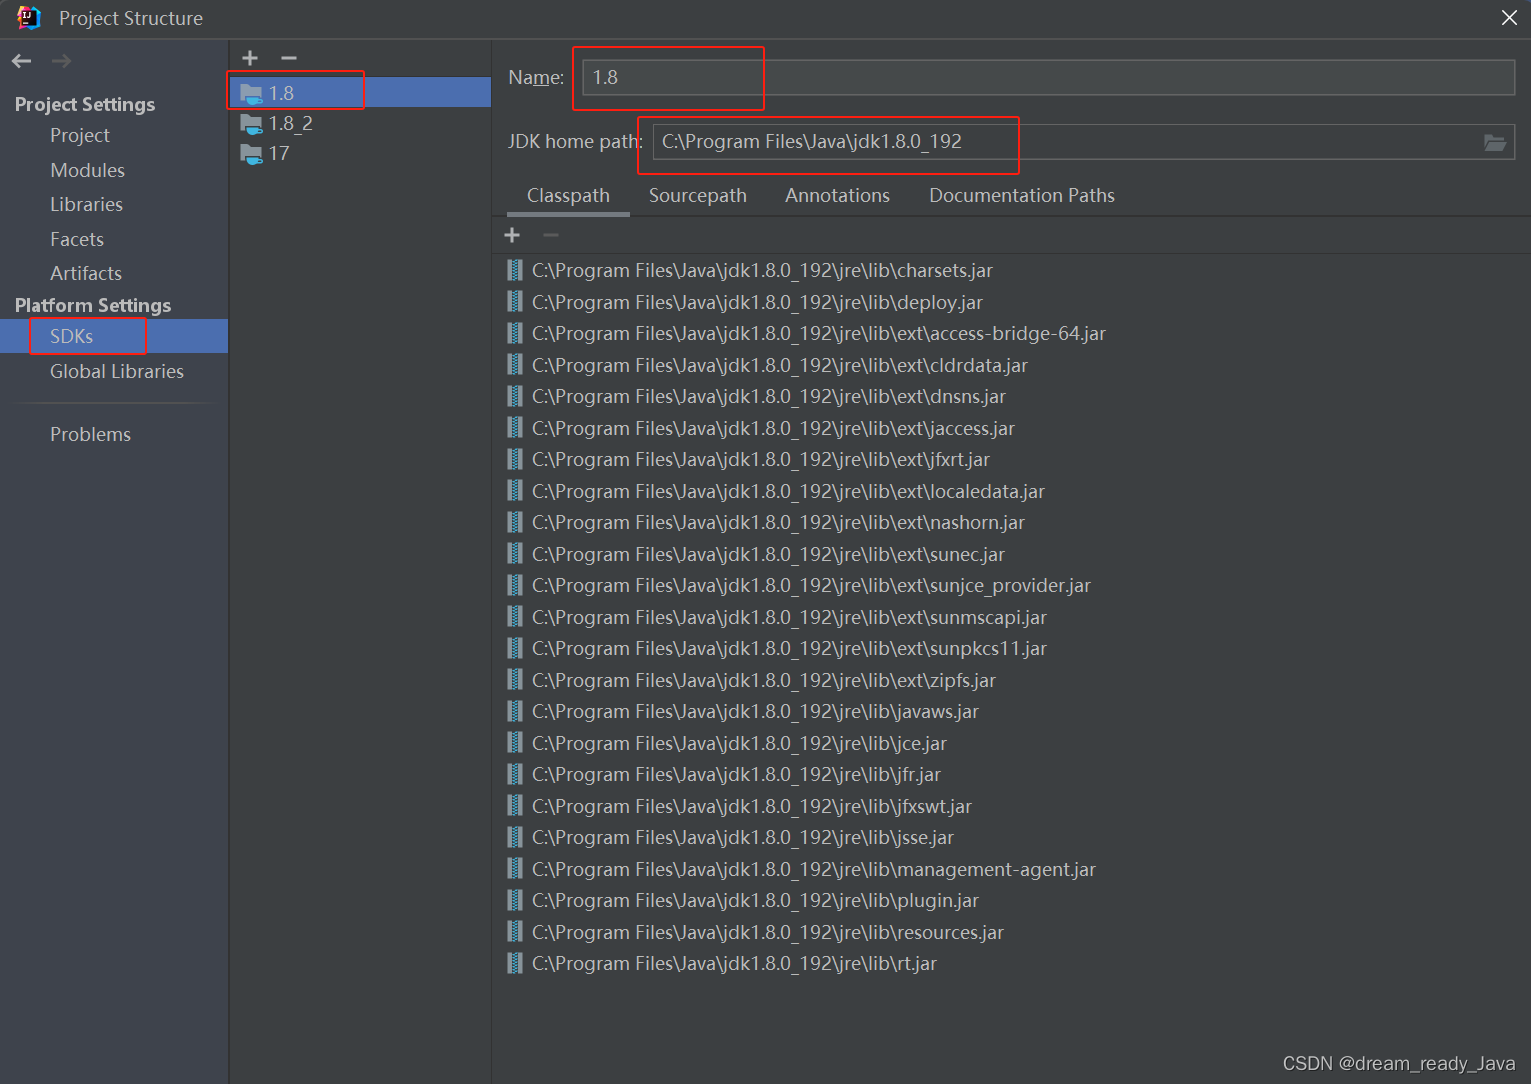 Project Structure
Project Settings
Project
Modules
Libraries
Facets
Artifacts
Platform Settings
SDKs
Global Libraries
Problems
1.8
1.8_2
17
Name: 1.8
JDK home path: C:\Program Files\Java\jdk1.8.0_192
Classpath Sourcepath Annotations Documentation Paths
C:\Program Files\Java\jdk1.8.0_192\jre\lib\charsets.jar
C:\Program Files\Java\jdk1.8.0_192\jre\lib\deploy.jar
C:\Program Files\Java\jdk1.8.0_192\jre\lib\ext\access-bridge-64.jar
C:\Program Files\Java\jdk1.8.0_192\jre\lib\ext\cldrdata.jar
C:\Program Files\Java\jdk1.8.0_192\jre\lib\ext\dnsns.jar
C:\Program Files\Java\jdk1.8.0_192\jre\lib\ext\jaccess.jar
C:\Program Files\Java\jdk1.8.0_192\jre\lib\ext\jfxrt.jar
C:\Program Files\Java\jdk1.8.0_192\jre\lib\ext\localedata.jar
C:\Program Files\Java\jdk1.8.0_192\jre\lib\ext\nashorn.jar
C:\Program Files\Java\jdk1.8.0_192\jre\lib\ext\sunec.jar
C:\Program Files\Java\jdk1.8.0_192\jre\lib\ext\sunjce_provider.jar
C:\Program Files\Java\jdk1.8.0_192\jre\lib\ext\sunmscapi.jar
C:\Program Files\Java\jdk1.8.0_192\jre\lib\ext\sunpkcs11.jar
C:\Program Files\Java\jdk1.8.0_192\jre\lib\ext\zipfs.jar
C:\Program Files\Java\jdk1.8.0_192\jre\lib\javaws.jar
C:\Program Files\Java\jdk1.8.0_192\jre\lib\jce.jar
C:\Program Files\Java\jdk1.8.0_192\jre\lib\jfr.jar
C:\Program Files\Java\jdk1.8.0_192\jre\lib\jfxswt.jar
C:\Program Files\Java\jdk1.8.0_192\jre\lib\jsse.jar
C:\Program Files\Java\jdk1.8.0_192\jre\lib\management-agent.jar
C:\Program Files\Java\jdk1.8.0_192\jre\lib\plugin.jar
C:\Program Files\Java\jdk1.8.0_192\jre\lib\resources.jar
C:\Program Files\Java\jdk1.8.0_192\jre\lib\rt.jar
CSDN @dream_ready_Java